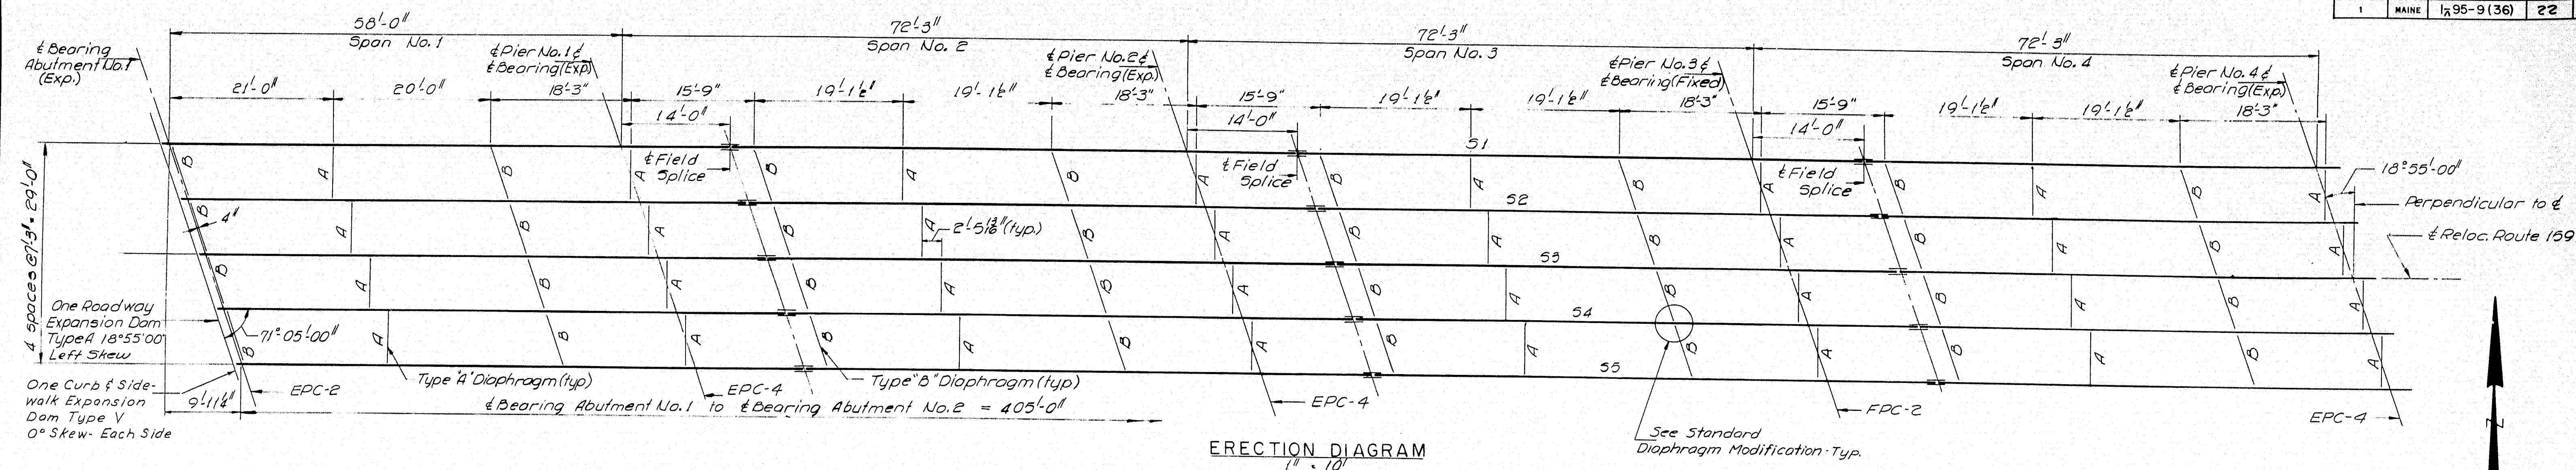 1 MAINE I-95-9(36) 22
58'-0" 72'-3" 72'-3" 72'-3"
Span No. 1 Span No. 2 Span No. 3 Span No. 4
℄ Bearing
Abutment No. 1
(Exp.)
℄ Pier No. 1 ℄
℄ Bearing (Exp)
℄ Pier No. 2 ℄
℄ Bearing (Exp.)
℄ Pier No. 3 ℄
℄ Bearing (Fixed)
℄ Pier No. 4 ℄
℄ Bearing (Exp.)
21'-0" 20'-0" 18'-3" 15'-9" 19'-1½" 19'-1½" 18'-3" 15'-9" 19'-1½" 19'-1½" 18'-3" 15'-9" 19'-1½" 19'-1½" 18'-3"
14'-0" 14'-0" 14'-0"
S1
℄ Field
Splice
℄ Field
Splice
℄ Field
Splice
B A B A B A B A B A B A B A B A
18°55'-00"
Perpendicular to ℄
S2
4 spaces @ 7'-3" = 29'-0"
4"
B A B A B A B A B A B A B A B A
2'-5 13/16" (typ.)
℄ Reloc. Route 159
S3
B A B A B A B A B A B A B A B A
S4
One Roadway
Expansion Dam
Type A 18°55'00"
Left Skew
71°-05'-00"
B A B A B A B A B A B A B A B A
S5
One Curb & Side-
walk Expansion
Dam Type V
0° Skew - Each Side
9'-11¼"
EPC-2
Type "A" Diaphragm (typ)
EPC-4
Type "B" Diaphragm (typ)
℄ Bearing Abutment No. 1 to ℄ Bearing Abutment No. 2 = 405'-0"
EPC-4
FPC-2
EPC-4
See Standard
Diaphragm Modification - Typ.
ERECTION DIAGRAM
1" = 10'